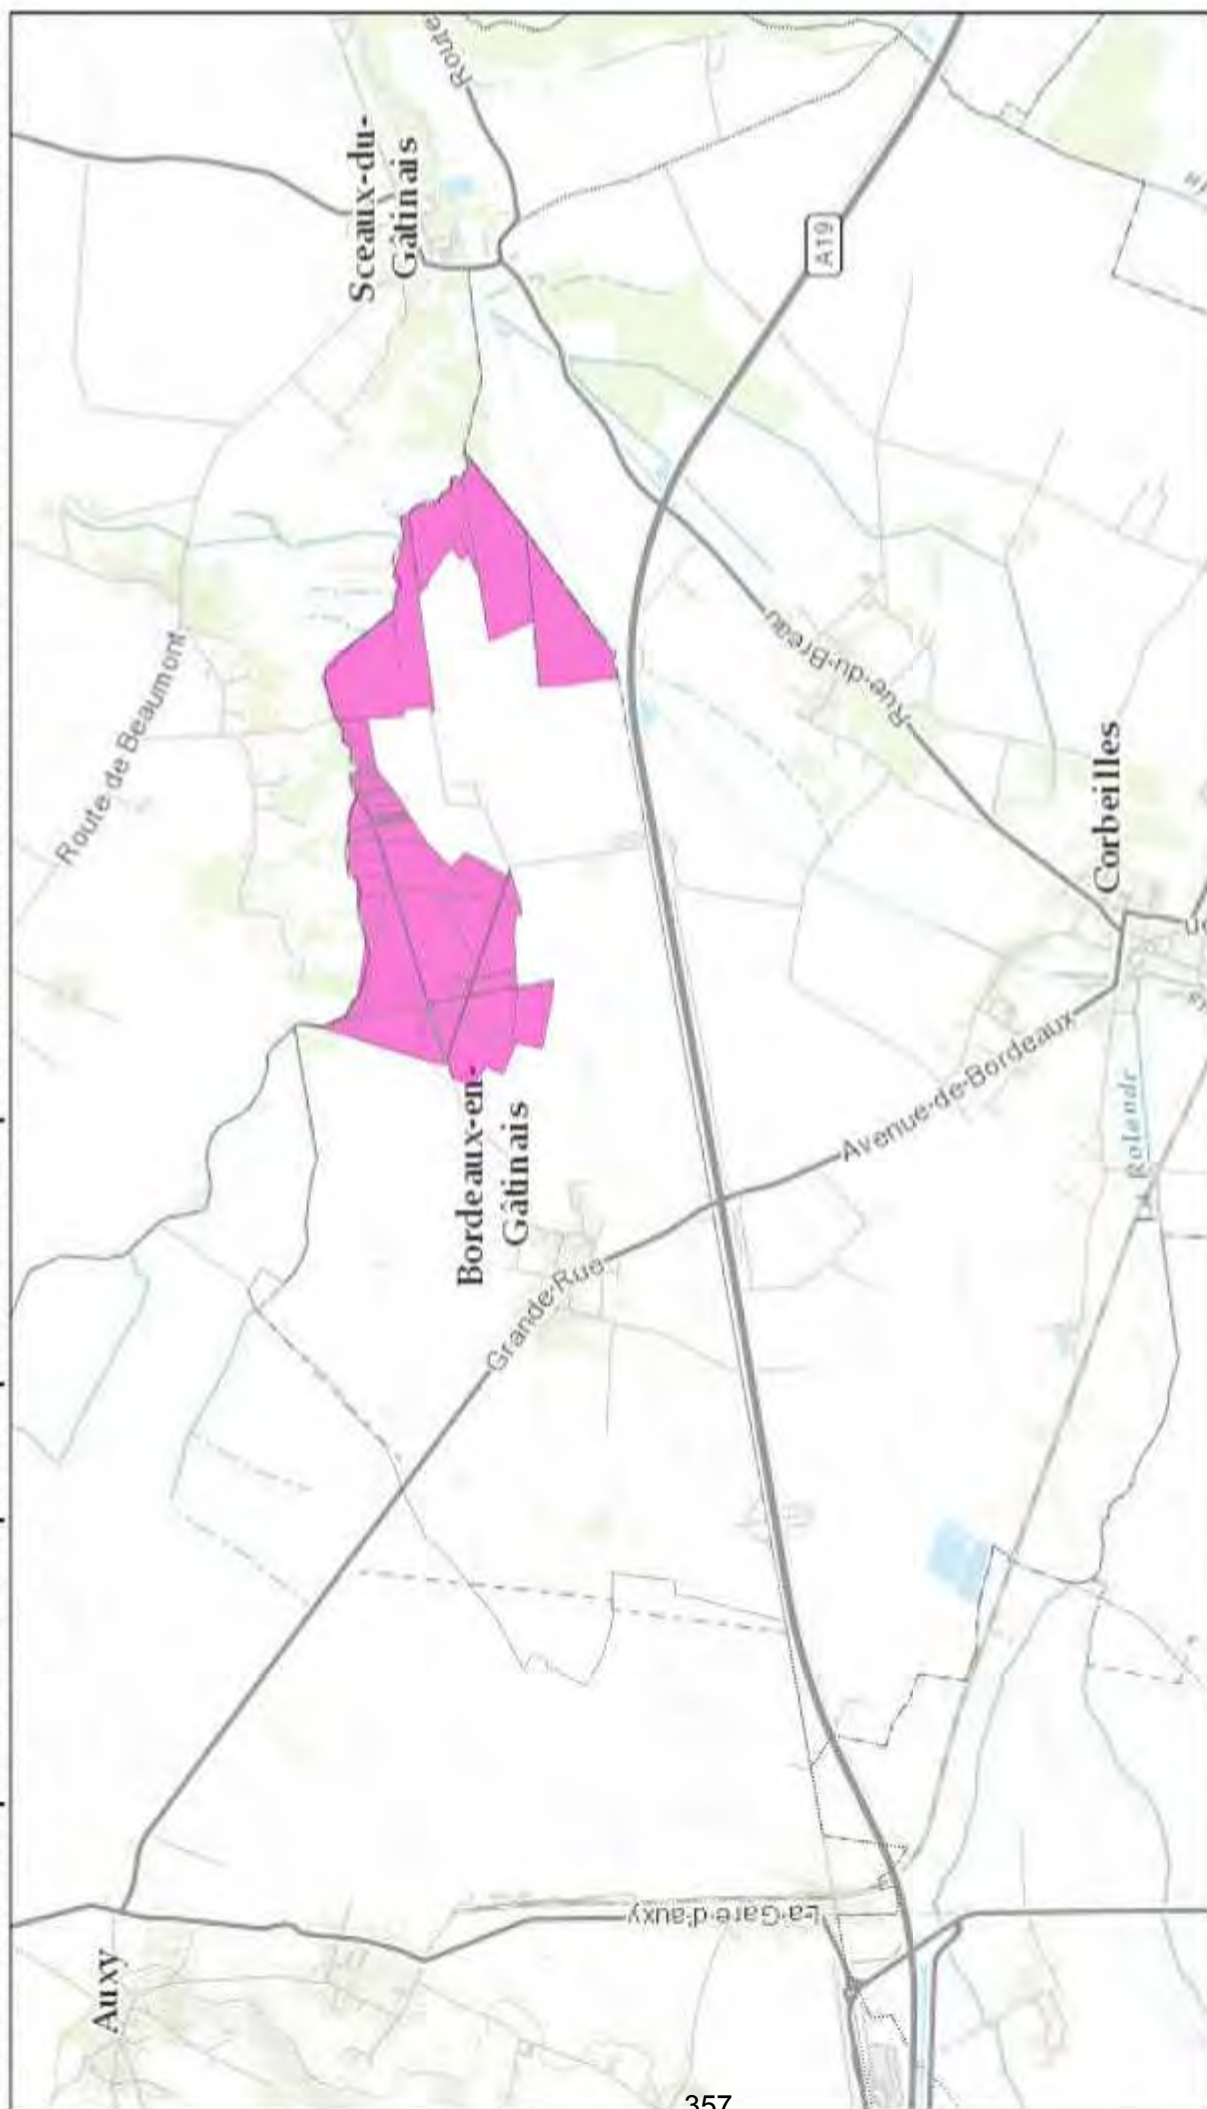 Auxy
La-Gare-d'auxy
Grande-Rue
Bordeaux-en-
Gâtinais
Avenue-de-Bordeaux
La Rolande
Corbeilles
Rue-du-Breau
Route de Beaumont
Sceaux-du-
Gâtinais
Route
A19
357